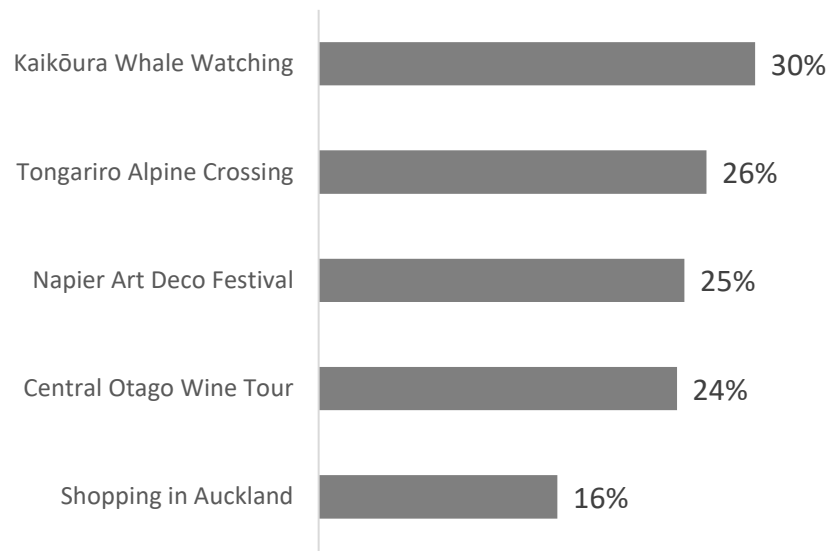 Kaikōura Whale Watching 30%
Tongariro Alpine Crossing 26%
Napier Art Deco Festival 25%
Central Otago Wine Tour 24%
Shopping in Auckland 16%